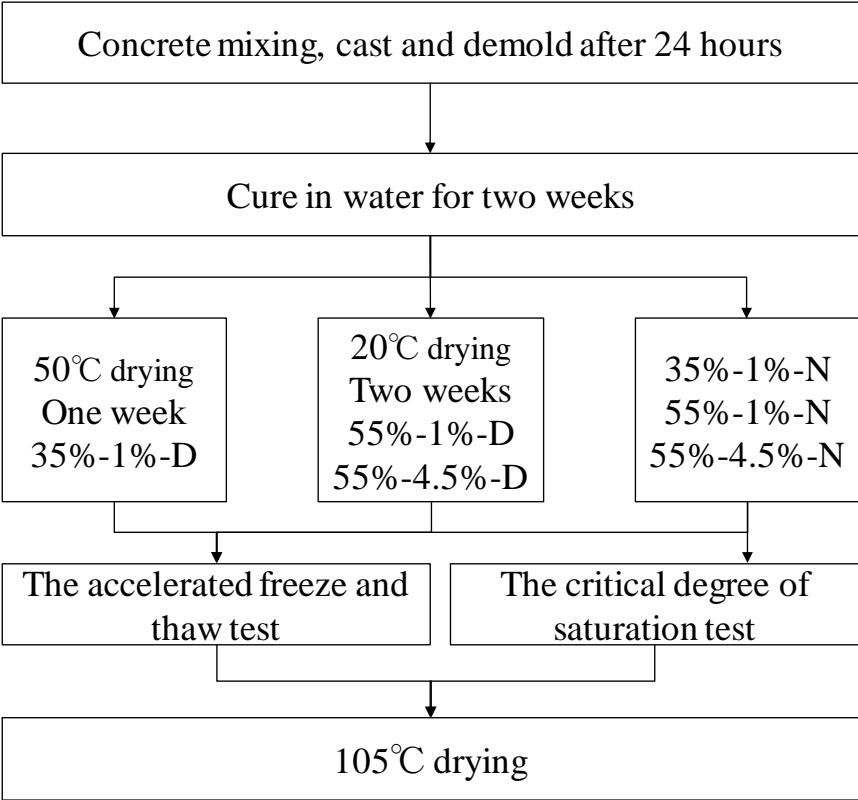 Concrete mixing, cast and demold after 24 hours
Cure in water for two weeks
50℃ drying
One week
35%-1%-D
20℃ drying
Two weeks
55%-1%-D
55%-4.5%-D
35%-1%-N
55%-1%-N
55%-4.5%-N
The accelerated freeze and
thaw test
The critical degree of
saturation test
105℃ drying